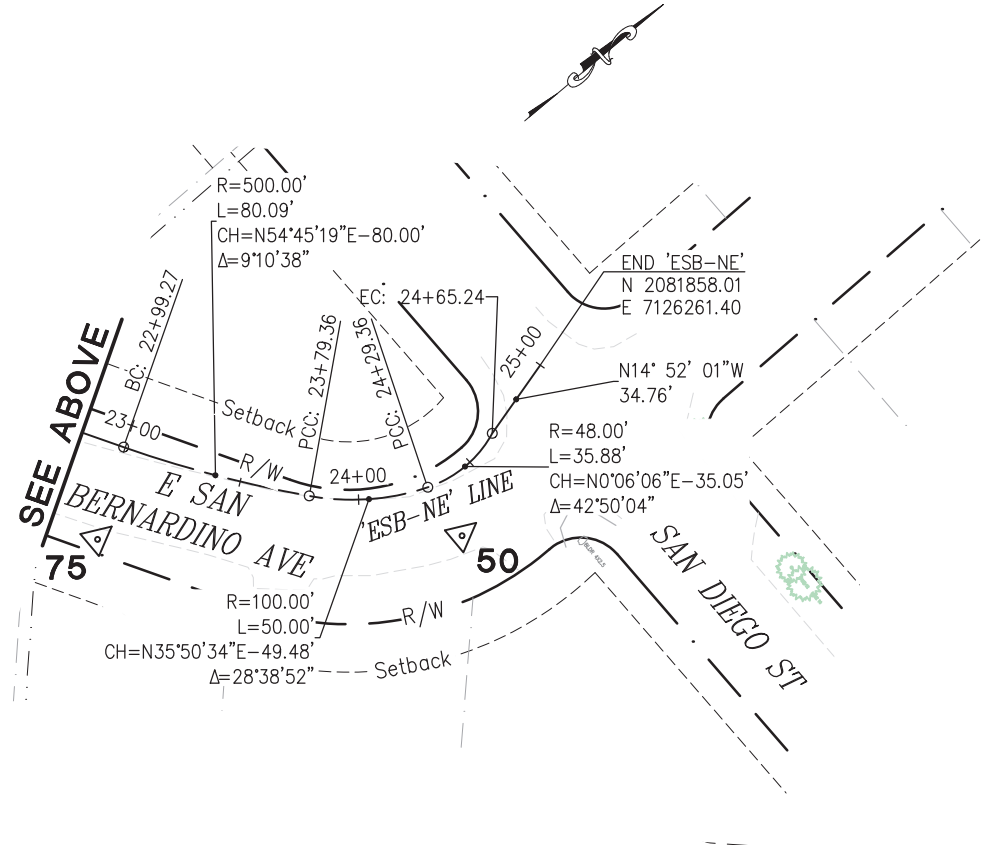 R=500.00'
L=80.09'
CH=N54°45'19"E-80.00'
Δ=9°10'38"
END 'ESB-NE'
N 2081858.01
E 7126261.40
EC: 24+65.24
BC: 22+99.27
PCC: 23+79.36
PCC: 24+29.36
25+00
N14° 52' 01"W
34.76'
SEE ABOVE
23+00
Setback
R/W
24+00
R=48.00'
L=35.88'
CH=N0°06'06"E-35.05'
Δ=42°50'04"
E SAN
BERNARDINO AVE
'ESB-NE' LINE
75
50
SAN DIEGO ST
R=100.00'
L=50.00'
CH=N35°50'34"E-49.48'
Δ=28°38'52"
R/W
Setback